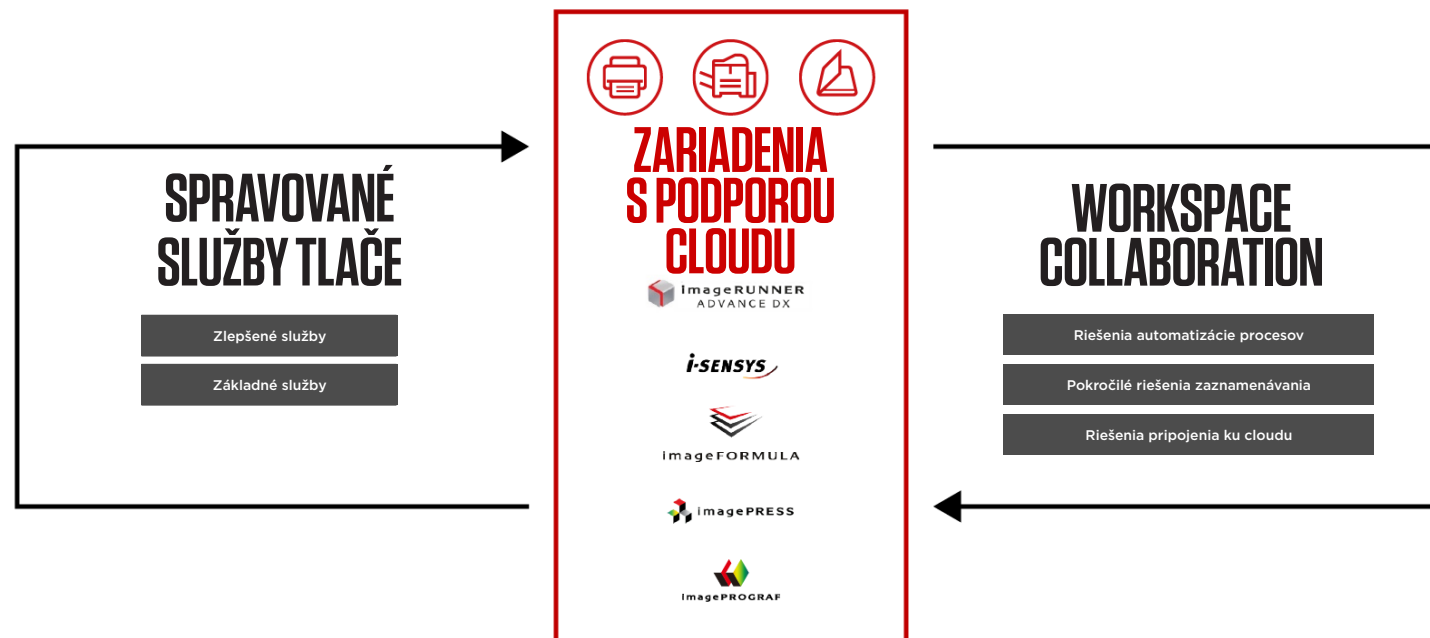 SPRAVOVANÉ
SLUŽBY TLAČE
Zlepšené služby
Základné služby
ZARIADENIA
S PODPOROU
CLOUDU
imageRUNNER
ADVANCE DX
i-SENSYS
imageFORMULA
imagePRESS
imagePROGRAF
WORKSPACE
COLLABORATION
Riešenia automatizácie procesov
Pokročilé riešenia zaznamenávania
Riešenia pripojenia ku cloudu